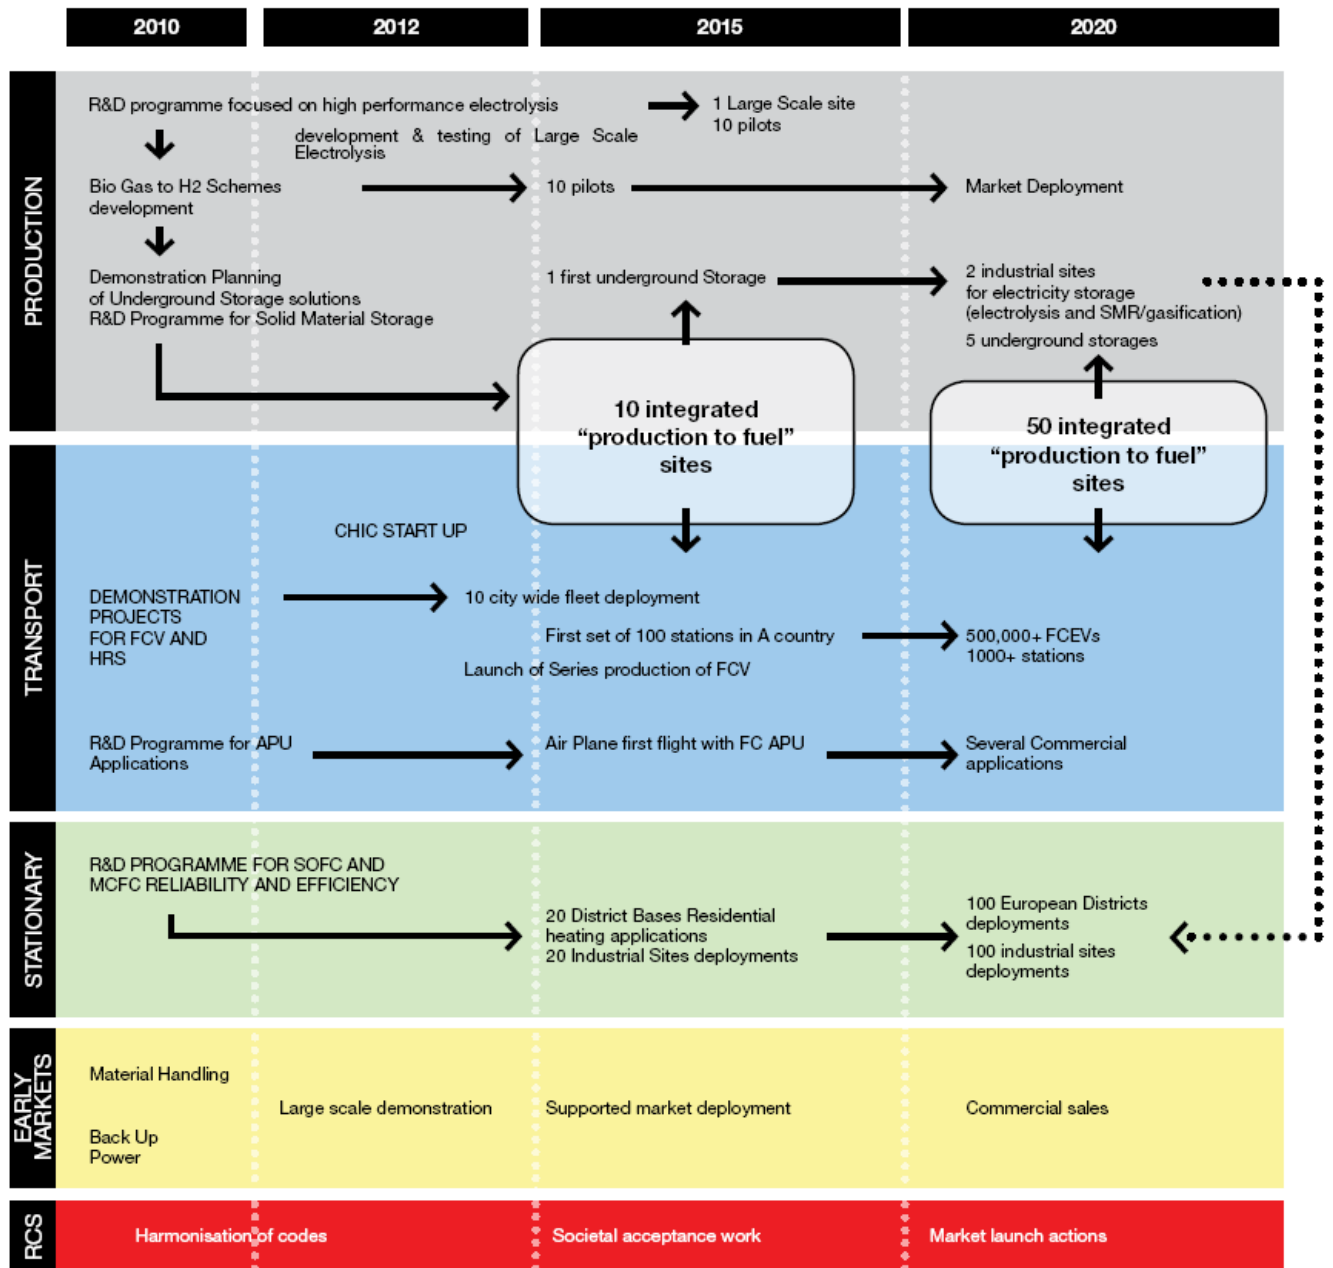 2010
2012
2015
2020
PRODUCTION
R&D programme focused on high performance electrolysis
1 Large Scale site
10 pilots
development & testing of Large Scale
Electrolysis
Bio Gas to H2 Schemes
development
10 pilots
Market Deployment
Demonstration Planning
of Underground Storage solutions
R&D Programme for Solid Material Storage
1 first underground Storage
2 industrial sites
for electricity storage
(electrolysis and SMR/gasification)
5 underground storages
10 integrated
“production to fuel”
sites
50 integrated
“production to fuel”
sites
TRANSPORT
CHIC START UP
DEMONSTRATION
PROJECTS
FOR FCV AND
HRS
10 city wide fleet deployment
First set of 100 stations in A country
Launch of Series production of FCV
500,000+ FCEVs
1000+ stations
R&D Programme for APU
Applications
Air Plane first flight with FC APU
Several Commercial
applications
STATIONARY
R&D PROGRAMME FOR SOFC AND
MCFC RELIABILITY AND EFFICIENCY
20 District Bases Residential
heating applications
20 Industrial Sites deployments
100 European Districts
deployments
100 industrial sites
deployments
EARLY
MARKETS
Material Handling
Back Up
Power
Large scale demonstration
Supported market deployment
Commercial sales
RCS
Harmonisation of codes
Societal acceptance work
Market launch actions